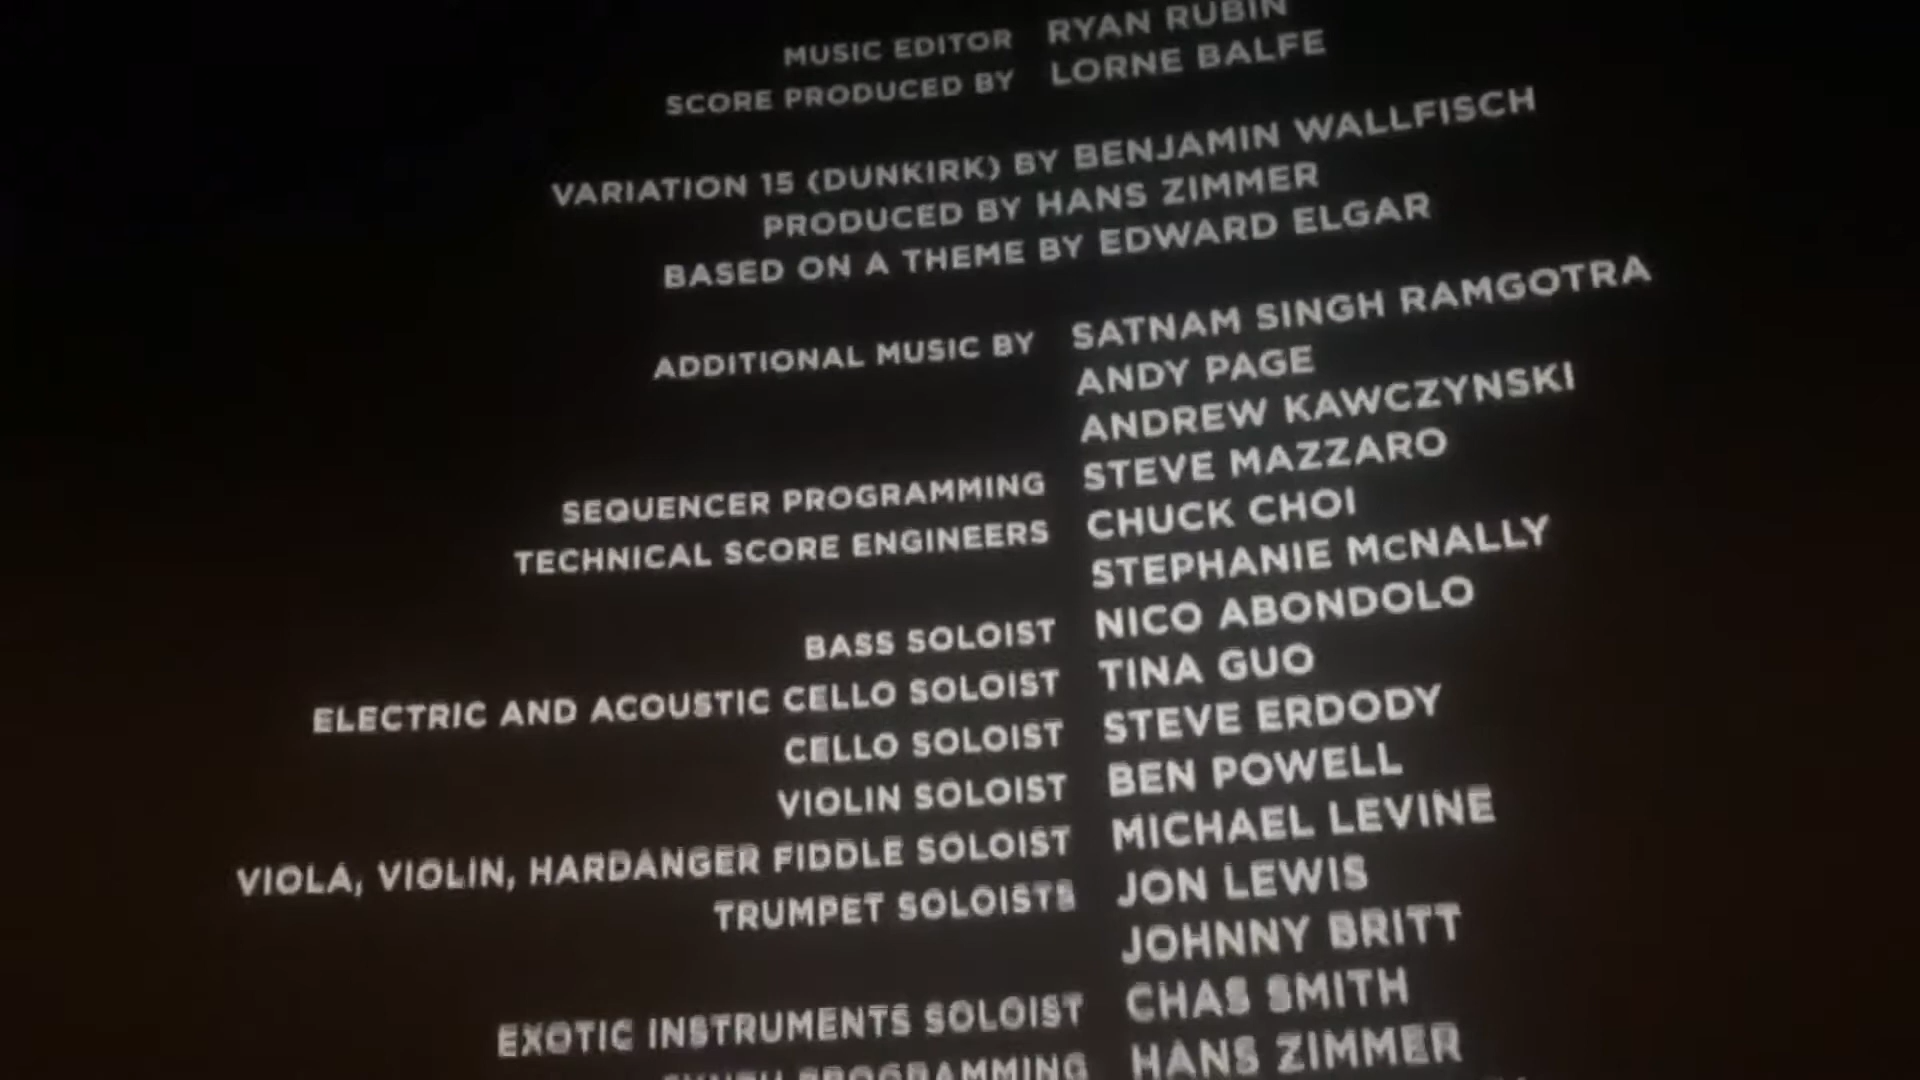 MUSIC EDITOR RYAN RUBIN
SCORE PRODUCED BY LORNE BALFE
VARIATION 15 (DUNKIRK) BY BENJAMIN WALLFISCH
PRODUCED BY HANS ZIMMER
BASED ON A THEME BY EDWARD ELGAR
ADDITIONAL MUSIC BY SATNAM SINGH RAMGOTRA
ANDY PAGE
ANDREW KAWCZYNSKI
SEQUENCER PROGRAMMING STEVE MAZZARO
TECHNICAL SCORE ENGINEERS CHUCK CHOI
STEPHANIE McNALLY
BASS SOLOIST NICO ABONDOLO
ELECTRIC AND ACOUSTIC CELLO SOLOIST TINA GUO
CELLO SOLOIST STEVE ERDODY
VIOLIN SOLOIST BEN POWELL
VIOLA, VIOLIN, HARDANGER FIDDLE SOLOIST MICHAEL LEVINE
TRUMPET SOLOISTS JON LEWIS
JOHNNY BRITT
EXOTIC INSTRUMENTS SOLOIST CHAS SMITH
PROGRAMMING HANS ZIMMER